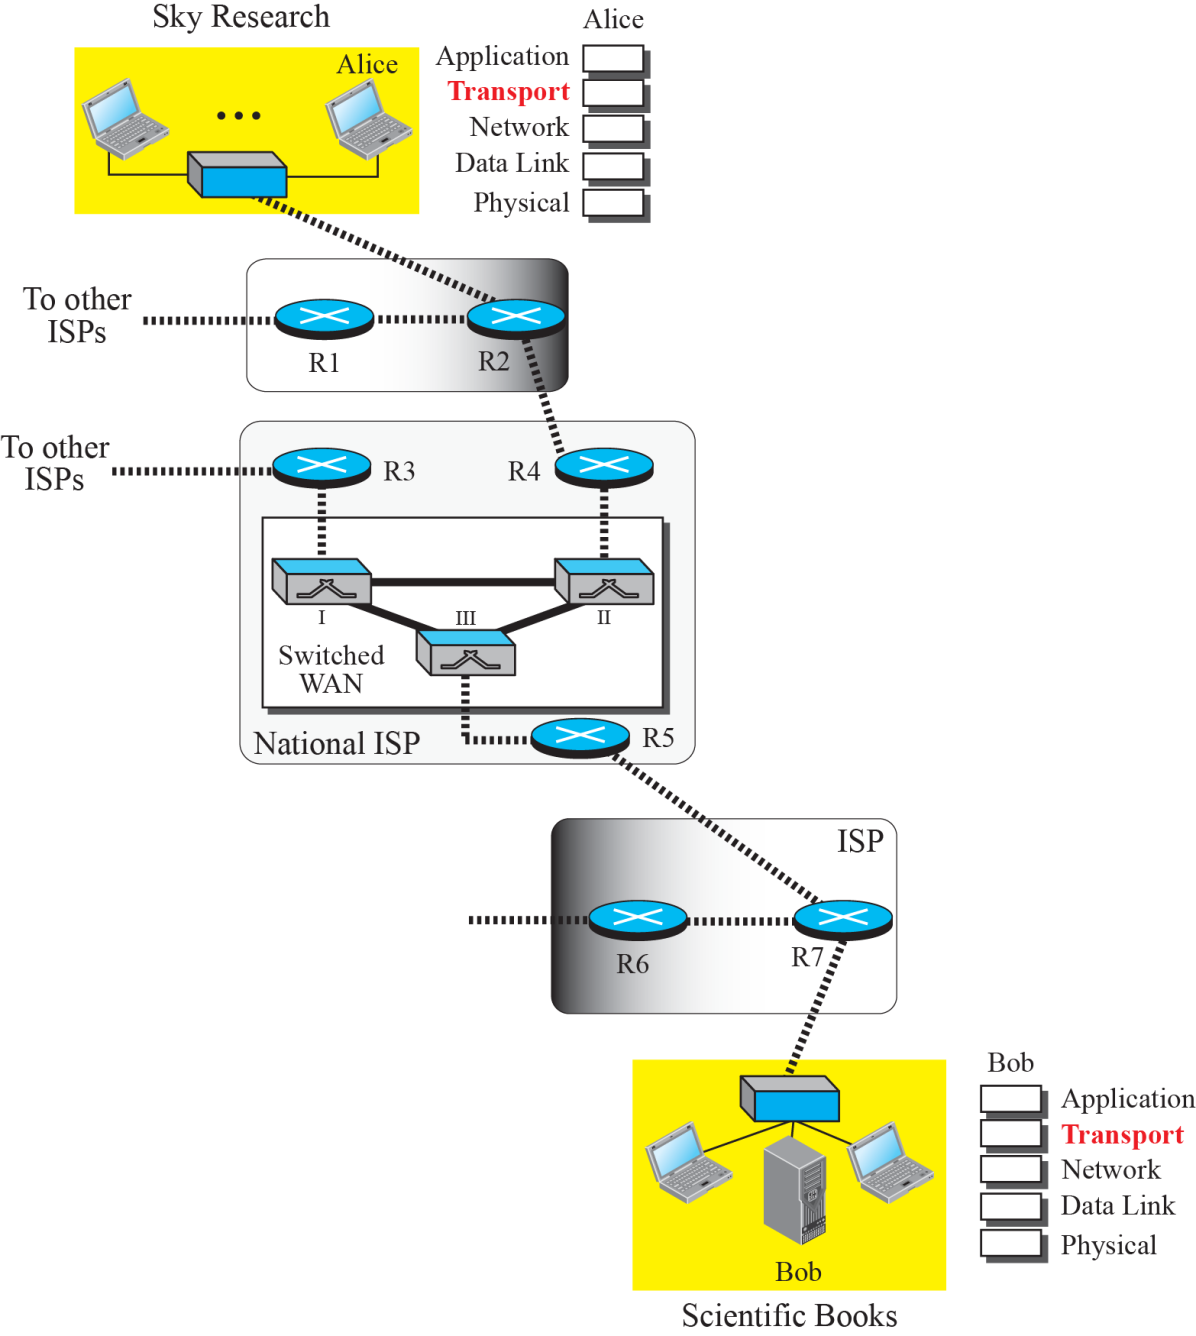 Sky Research
Alice
Alice
Application
Transport
Network
Data Link
Physical
To other
ISPs
R1
R2
To other
ISPs
R3
R4
I
III
II
Switched
WAN
National ISP
R5
ISP
R6
R7
Bob
Application
Transport
Network
Data Link
Physical
Bob
Scientific Books